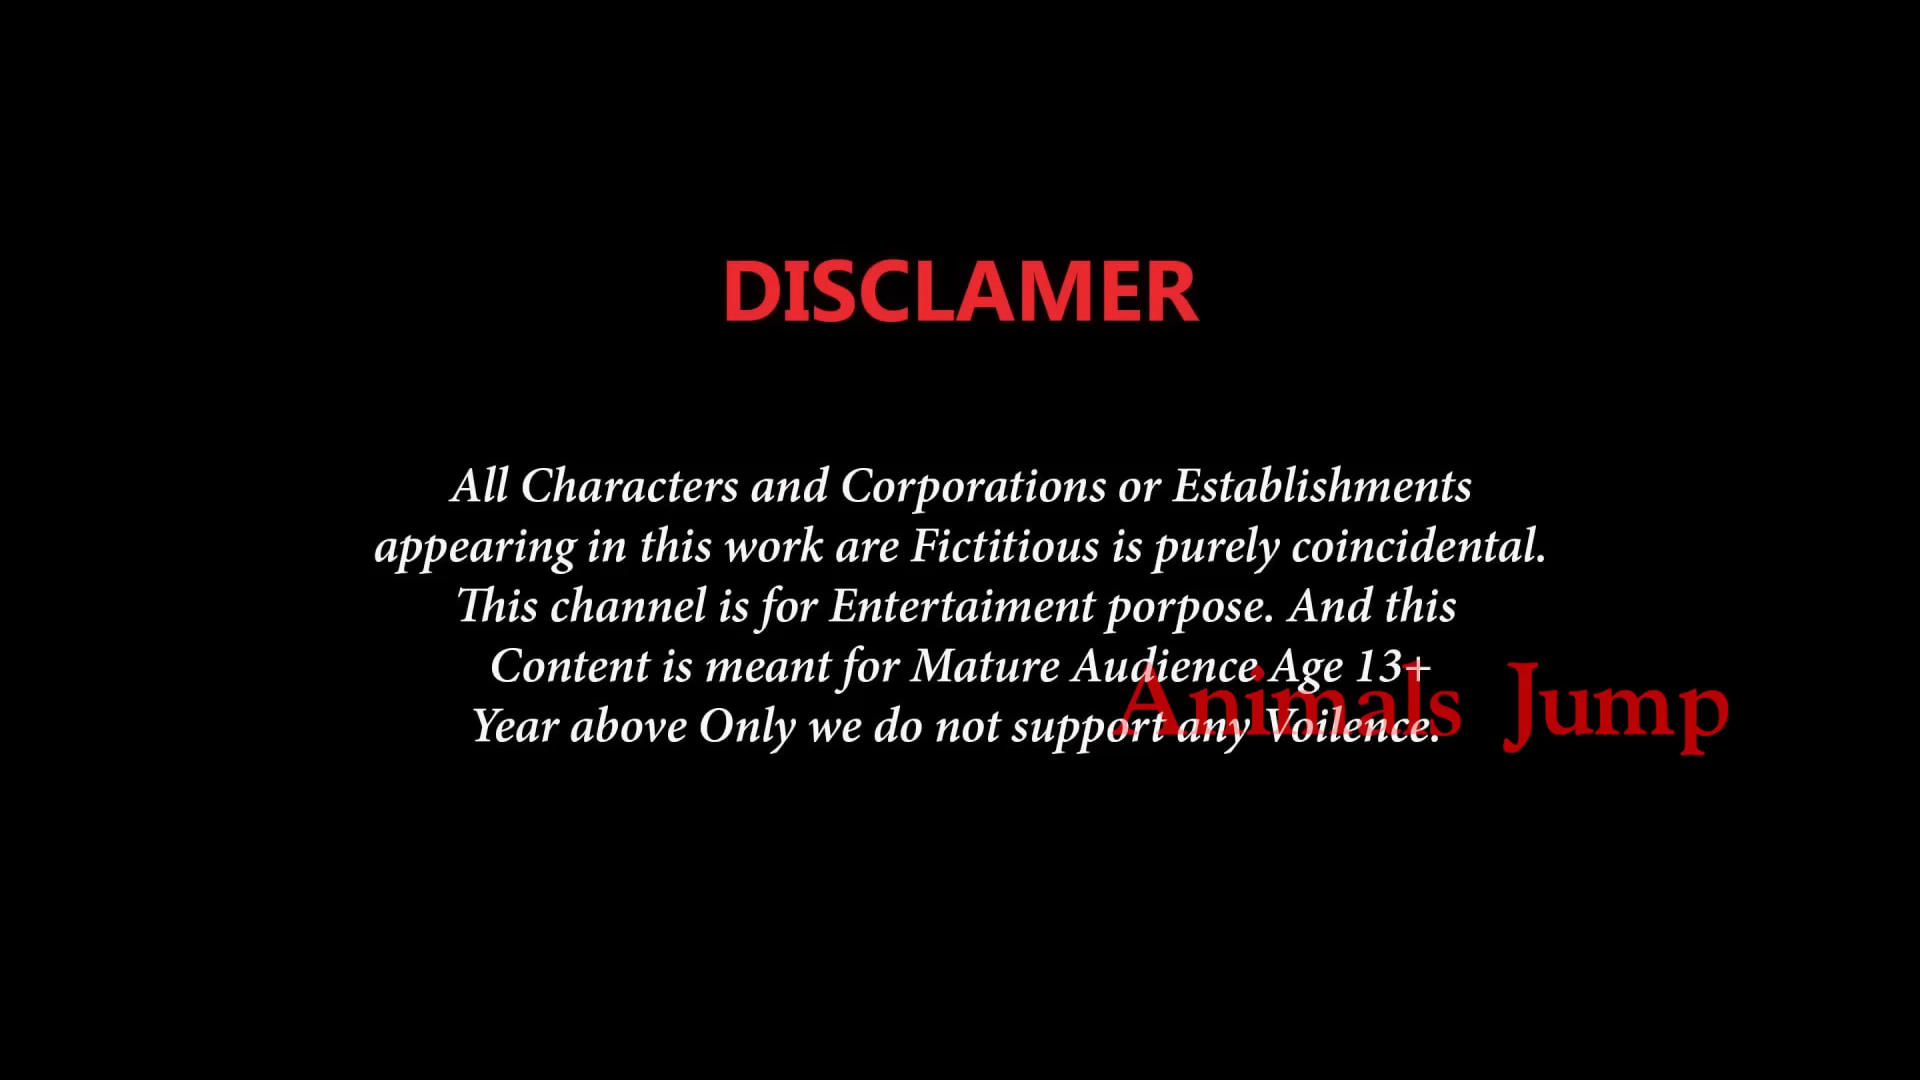 DISCLAMER
All Characters and Corporations or Establishments
appearing in this work are Fictitious is purely coincidental.
This channel is for Entertaiment porpose. And this
Content is meant for Mature Audience Age 13+
Year above Only we do not support any Voilence.
Animals Jump